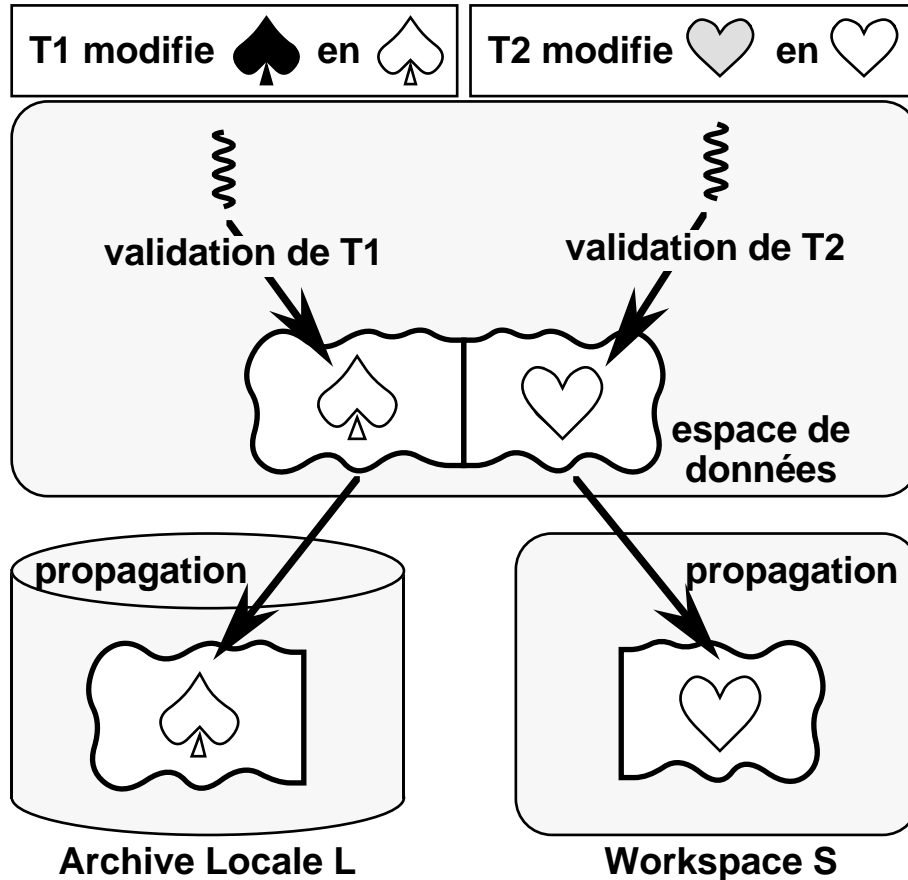 T1 modifie en
T2 modifie en
validation de T1
validation de T2
espace de
données
propagation
propagation
Archive Locale L
Workspace S